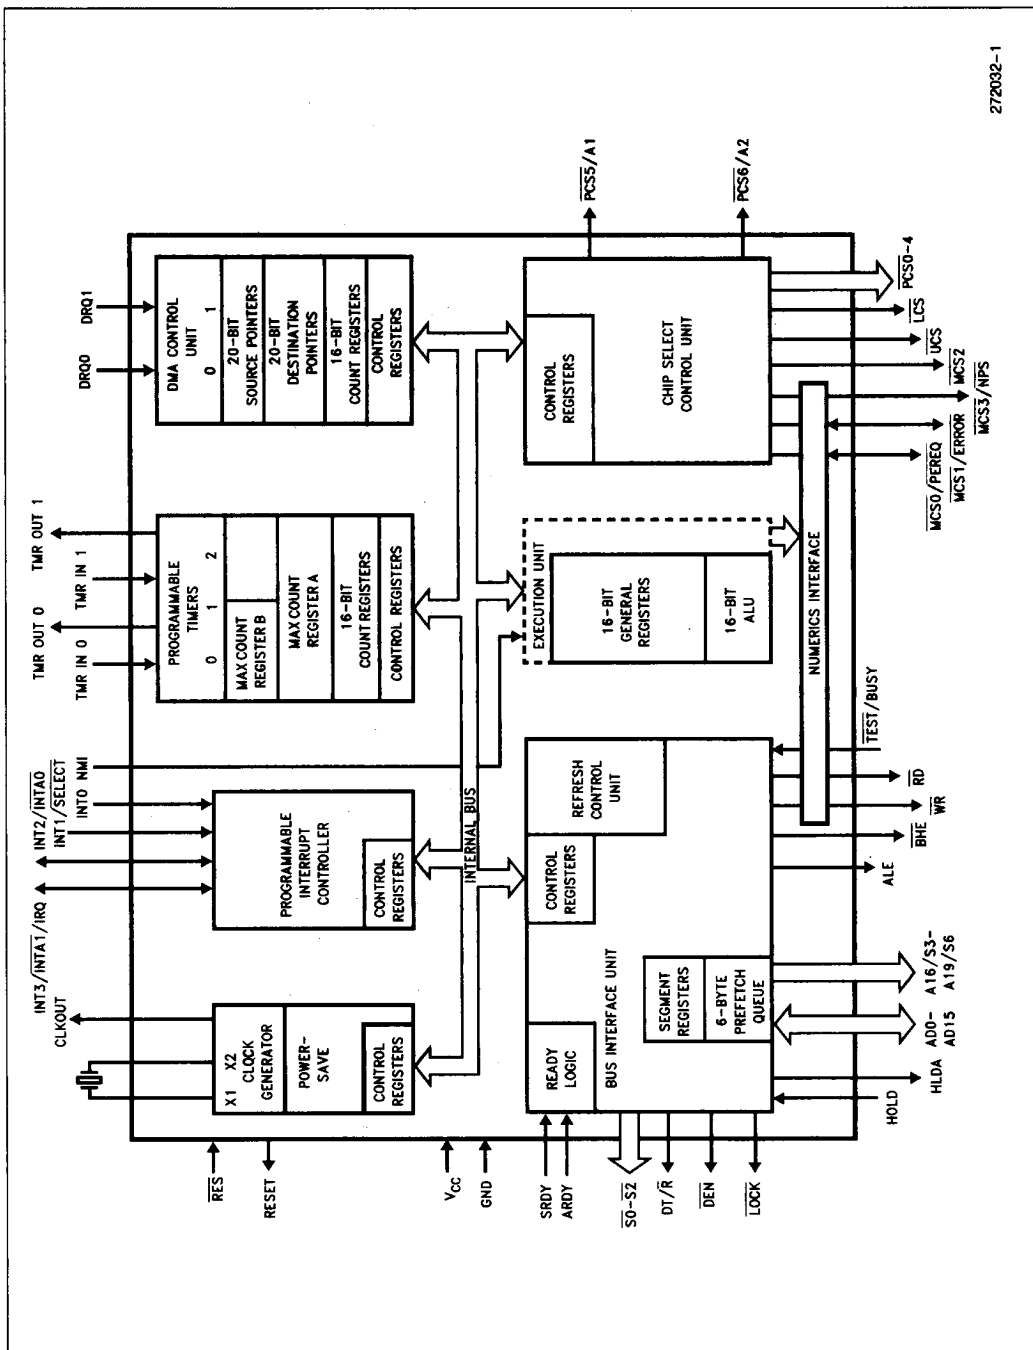 INT3/INTA1/IRQ
INT2/INTA0
CLKOUT
INT1/SELECT
INT0 NMI
TMR OUT 0
TMR IN 0
TMR OUT 1
TMR IN 1
DRQ0
DRQ1
X1 X2
CLOCK
GENERATOR
POWER-
SAVE
CONTROL
REGISTERS
PROGRAMMABLE
INTERRUPT
CONTROLLER
CONTROL
REGISTERS
PROGRAMMABLE
TIMERS
0 1 2
MAX COUNT
REGISTER B
MAX COUNT
REGISTER A
16-BIT
COUNT REGISTERS
CONTROL REGISTERS
DMA CONTROL
UNIT
0 1
20-BIT
SOURCE POINTERS
20-BIT
DESTINATION
POINTERS
16-BIT
COUNT REGISTERS
CONTROL
REGISTERS
RES
RESET
VCC
GND
INTERNAL BUS
SRDY
ARDY
S0-S2
DT/R
DEN
LOCK
READY
LOGIC
BUS INTERFACE UNIT
CONTROL
REGISTERS
REFRESH
CONTROL
UNIT
SEGMENT
REGISTERS
6-BYTE
PREFETCH
QUEUE
EXECUTION UNIT
16-BIT
GENERAL
REGISTERS
16-BIT
ALU
CONTROL
REGISTERS
CHIP SELECT
CONTROL UNIT
PCS5/A1
PCS6/A2
NUMERICS INTERFACE
HOLD
HLDA
AD0-
AD15
A16/S3-
A19/S6
ALE
BHE
WR
RD
TEST/BUSY
MCS0/PEREQ
MCS1/ERROR
MCS3/NPS
MCS2
UCS
LCS
PCS0-4
272032-1